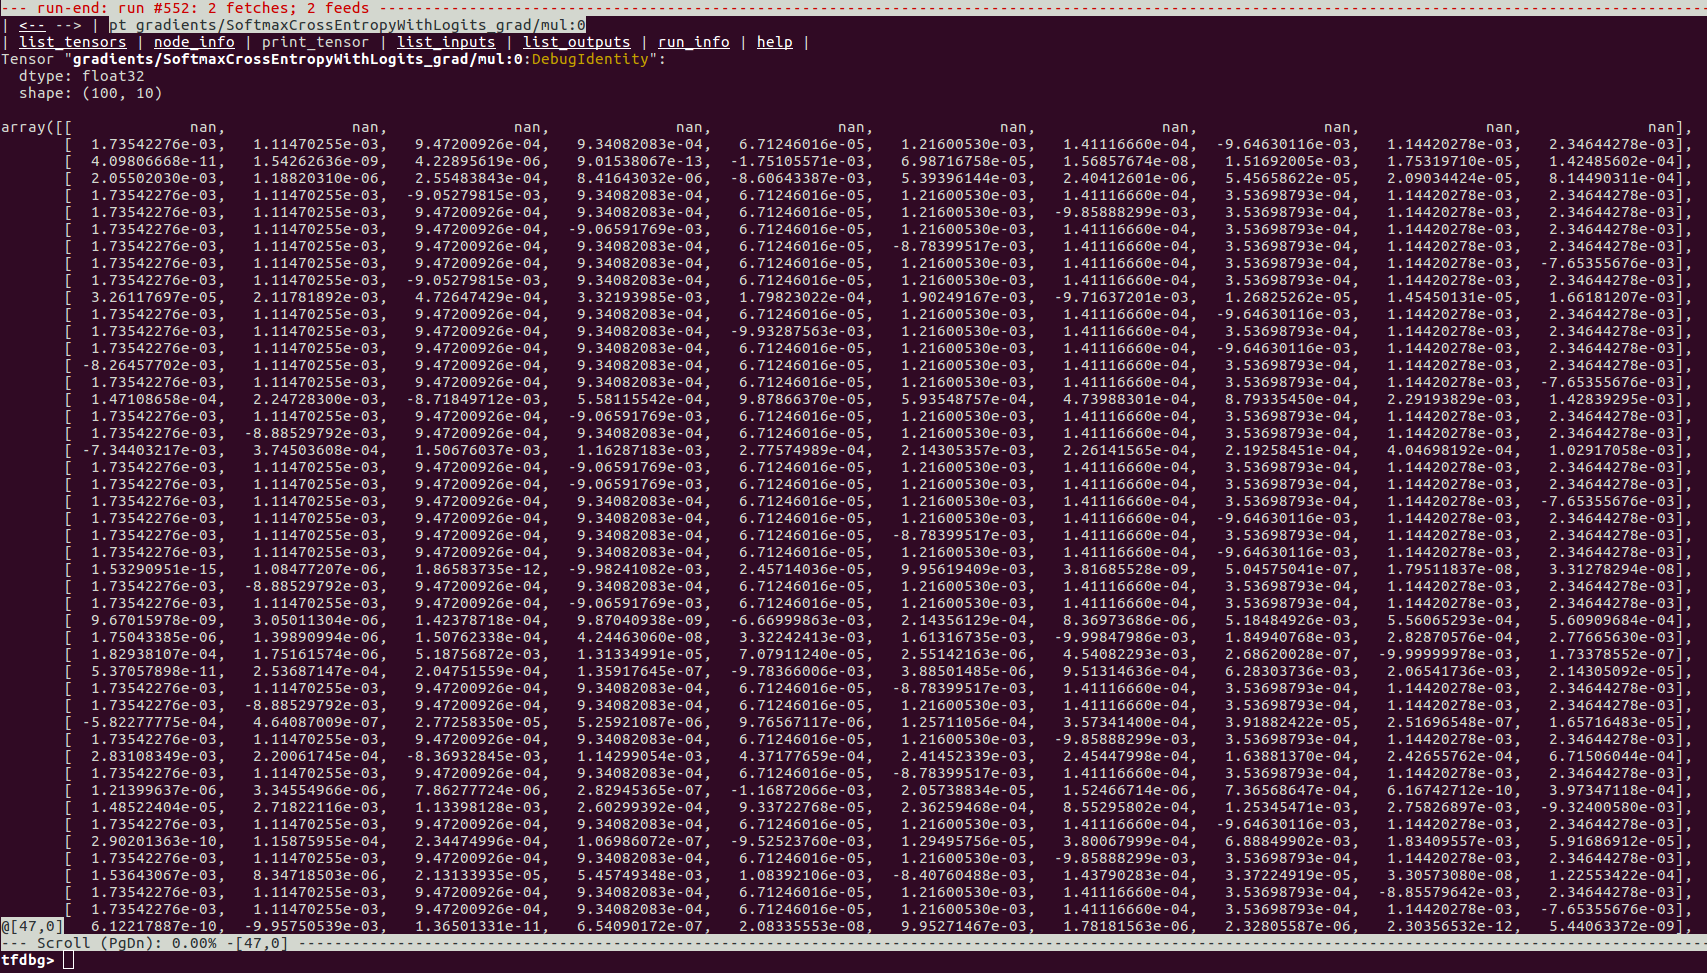 --- run-end: run #552: 2 fetches; 2 feeds ---
| <-- --> | pt gradients/SoftmaxCrossEntropyWithLogits_grad/mul:0
| list_tensors | node_info | print_tensor | list_inputs | list_outputs | run_info | help |
Tensor "gradients/SoftmaxCrossEntropyWithLogits_grad/mul:0:DebugIdentity":
dtype: float32
shape: (100, 10)
array([[ nan, nan, nan, nan, nan, nan, nan, nan, nan, nan],
[ 1.73542276e-03, 1.11470255e-03, 9.47200926e-04, 9.34082083e-04, 6.71246016e-05, 1.21600530e-03, 1.41116660e-04, -9.64630116e-03, 1.14420278e-03, 2.34644278e-03],
[ 4.09806668e-11, 1.54262636e-09, 4.22895619e-06, 9.01538067e-13, -1.75105571e-03, 6.98716758e-05, 1.56857674e-08, 1.51692005e-03, 1.75319710e-05, 1.42485602e-04],
[ 2.05502030e-03, 1.18820310e-06, 2.55483843e-04, 8.41643032e-06, -8.60643387e-03, 5.39396144e-03, 2.40412601e-06, 5.45658622e-05, 2.09034424e-05, 8.14490311e-04],
[ 1.73542276e-03, 1.11470255e-03, -9.05279815e-03, 9.34082083e-04, 6.71246016e-05, 1.21600530e-03, 1.41116660e-04, 3.53698793e-04, 1.14420278e-03, 2.34644278e-03],
[ 1.73542276e-03, 1.11470255e-03, 9.47200926e-04, 9.34082083e-04, 6.71246016e-05, 1.21600530e-03, -9.85888299e-03, 3.53698793e-04, 1.14420278e-03, 2.34644278e-03],
[ 1.73542276e-03, 1.11470255e-03, 9.47200926e-04, -9.06591769e-03, 6.71246016e-05, 1.21600530e-03, 1.41116660e-04, 3.53698793e-04, 1.14420278e-03, 2.34644278e-03],
[ 1.73542276e-03, 1.11470255e-03, 9.47200926e-04, 9.34082083e-04, 6.71246016e-05, -8.78399517e-03, 1.41116660e-04, 3.53698793e-04, 1.14420278e-03, 2.34644278e-03],
[ 1.73542276e-03, 1.11470255e-03, 9.47200926e-04, 9.34082083e-04, 6.71246016e-05, 1.21600530e-03, 1.41116660e-04, 3.53698793e-04, 1.14420278e-03, -7.65355676e-03],
[ 1.73542276e-03, 1.11470255e-03, -9.05279815e-03, 9.34082083e-04, 6.71246016e-05, 1.21600530e-03, 1.41116660e-04, 3.53698793e-04, 1.14420278e-03, 2.34644278e-03],
[ 3.26117697e-05, 2.11781892e-03, 4.72647429e-04, 3.32193985e-03, 1.79823022e-04, 1.90249167e-03, -9.71637201e-03, 1.26825262e-05, 1.45450131e-05, 1.66181207e-03],
[ 1.73542276e-03, 1.11470255e-03, 9.47200926e-04, 9.34082083e-04, 6.71246016e-05, 1.21600530e-03, 1.41116660e-04, -9.64630116e-03, 1.14420278e-03, 2.34644278e-03],
[ 1.73542276e-03, 1.11470255e-03, 9.47200926e-04, 9.34082083e-04, -9.93287563e-03, 1.21600530e-03, 1.41116660e-04, 3.53698793e-04, 1.14420278e-03, 2.34644278e-03],
[ 1.73542276e-03, 1.11470255e-03, 9.47200926e-04, 9.34082083e-04, 6.71246016e-05, 1.21600530e-03, 1.41116660e-04, -9.64630116e-03, 1.14420278e-03, 2.34644278e-03],
[ -8.26457702e-03, 1.11470255e-03, 9.47200926e-04, 9.34082083e-04, 6.71246016e-05, 1.21600530e-03, 1.41116660e-04, 3.53698793e-04, 1.14420278e-03, 2.34644278e-03],
[ 1.73542276e-03, 1.11470255e-03, 9.47200926e-04, 9.34082083e-04, 6.71246016e-05, 1.21600530e-03, 1.41116660e-04, 3.53698793e-04, 1.14420278e-03, -7.65355676e-03],
[ 1.47108658e-04, 2.24728300e-03, -8.71849712e-03, 5.58115542e-04, 9.87866370e-05, 5.93548757e-04, 4.73988301e-04, 8.79335450e-04, 2.29193829e-03, 1.42839295e-03],
[ 1.73542276e-03, 1.11470255e-03, 9.47200926e-04, -9.06591769e-03, 6.71246016e-05, 1.21600530e-03, 1.41116660e-04, 3.53698793e-04, 1.14420278e-03, 2.34644278e-03],
[ 1.73542276e-03, -8.88529792e-03, 9.47200926e-04, 9.34082083e-04, 6.71246016e-05, 1.21600530e-03, 1.41116660e-04, 3.53698793e-04, 1.14420278e-03, 2.34644278e-03],
[ -7.34403217e-03, 3.74503608e-04, 1.50676037e-03, 1.16287183e-03, 2.77574989e-04, 2.14305357e-03, 2.26141565e-04, 2.19258451e-04, 4.04698192e-04, 1.02917058e-03],
[ 1.73542276e-03, 1.11470255e-03, 9.47200926e-04, -9.06591769e-03, 6.71246016e-05, 1.21600530e-03, 1.41116660e-04, 3.53698793e-04, 1.14420278e-03, 2.34644278e-03],
[ 1.73542276e-03, 1.11470255e-03, 9.47200926e-04, -9.06591769e-03, 6.71246016e-05, 1.21600530e-03, 1.41116660e-04, 3.53698793e-04, 1.14420278e-03, 2.34644278e-03],
[ 1.73542276e-03, 1.11470255e-03, 9.47200926e-04, 9.34082083e-04, 6.71246016e-05, 1.21600530e-03, 1.41116660e-04, 3.53698793e-04, 1.14420278e-03, -7.65355676e-03],
[ 1.73542276e-03, 1.11470255e-03, 9.47200926e-04, 9.34082083e-04, 6.71246016e-05, 1.21600530e-03, 1.41116660e-04, -9.64630116e-03, 1.14420278e-03, 2.34644278e-03],
[ 1.73542276e-03, 1.11470255e-03, 9.47200926e-04, 9.34082083e-04, 6.71246016e-05, -8.78399517e-03, 1.41116660e-04, 3.53698793e-04, 1.14420278e-03, 2.34644278e-03],
[ 1.73542276e-03, 1.11470255e-03, 9.47200926e-04, 9.34082083e-04, 6.71246016e-05, 1.21600530e-03, 1.41116660e-04, -9.64630116e-03, 1.14420278e-03, 2.34644278e-03],
[ 1.53290951e-15, 1.08477207e-06, 1.86583735e-12, -9.98241082e-03, 2.45714036e-05, 9.95619409e-03, 3.81685528e-09, 5.04575041e-07, 1.79511837e-08, 3.31278294e-08],
[ 1.73542276e-03, -8.88529792e-03, 9.47200926e-04, 9.34082083e-04, 6.71246016e-05, 1.21600530e-03, 1.41116660e-04, 3.53698793e-04, 1.14420278e-03, 2.34644278e-03],
[ 1.73542276e-03, 1.11470255e-03, 9.47200926e-04, -9.06591769e-03, 6.71246016e-05, 1.21600530e-03, 1.41116660e-04, 3.53698793e-04, 1.14420278e-03, 2.34644278e-03],
[ 9.67015978e-09, 3.05011304e-06, 1.42378718e-04, 9.87040938e-09, -6.66999863e-03, 2.14356129e-04, 8.36973686e-06, 5.18484926e-03, 5.56065293e-04, 5.60909684e-04],
[ 1.75043385e-06, 1.39890994e-06, 1.50762338e-04, 4.24463060e-08, 3.32242413e-03, 1.61316735e-03, -9.99847986e-03, 1.84940768e-03, 2.82870576e-04, 2.77665630e-03],
[ 1.82938107e-04, 1.75161574e-06, 5.18756872e-03, 1.31334991e-05, 7.07911240e-05, 2.55142163e-06, 4.54082293e-03, 2.68620028e-07, -9.99999978e-03, 1.73378552e-07],
[ 5.37057898e-11, 2.53687147e-04, 2.04751559e-04, 1.35917645e-07, -9.78366006e-03, 3.88501485e-06, 9.51314636e-04, 6.28303736e-03, 2.06541736e-03, 2.14305092e-05],
[ 1.73542276e-03, 1.11470255e-03, 9.47200926e-04, 9.34082083e-04, 6.71246016e-05, -8.78399517e-03, 1.41116660e-04, 3.53698793e-04, 1.14420278e-03, 2.34644278e-03],
[ 1.73542276e-03, -8.88529792e-03, 9.47200926e-04, 9.34082083e-04, 6.71246016e-05, 1.21600530e-03, 1.41116660e-04, 3.53698793e-04, 1.14420278e-03, 2.34644278e-03],
[ -5.82277775e-04, 4.64087009e-07, 2.77258350e-05, 5.25921087e-06, 9.76567117e-06, 1.25711056e-04, 3.57341400e-04, 3.91882422e-05, 2.51696548e-07, 1.65716483e-05],
[ 1.73542276e-03, 1.11470255e-03, 9.47200926e-04, 9.34082083e-04, 6.71246016e-05, 1.21600530e-03, -9.85888299e-03, 3.53698793e-04, 1.14420278e-03, 2.34644278e-03],
[ 2.83108349e-03, 2.20061745e-04, -8.36932845e-03, 1.14299054e-03, 4.37177659e-04, 2.41452339e-03, 2.45447998e-04, 1.63881370e-04, 2.42655762e-04, 6.71506044e-04],
[ 1.73542276e-03, 1.11470255e-03, 9.47200926e-04, 9.34082083e-04, 6.71246016e-05, -8.78399517e-03, 1.41116660e-04, 3.53698793e-04, 1.14420278e-03, 2.34644278e-03],
[ 1.21399637e-06, 3.34554966e-06, 7.86277724e-06, 2.82945365e-07, -1.16872066e-03, 2.05738834e-05, 1.52466714e-06, 7.36568647e-04, 6.16742712e-10, 3.97347118e-04],
[ 1.48522404e-05, 2.71822116e-03, 1.13398128e-03, 2.60299392e-04, 9.33722768e-05, 2.36259468e-04, 8.55295802e-04, 1.25345471e-03, 2.75826897e-03, -9.32400580e-03],
[ 1.73542276e-03, 1.11470255e-03, 9.47200926e-04, 9.34082083e-04, 6.71246016e-05, 1.21600530e-03, 1.41116660e-04, -9.64630116e-03, 1.14420278e-03, 2.34644278e-03],
[ 2.90201363e-10, 1.15875955e-04, 2.34474996e-04, 1.06986072e-07, -9.52523760e-03, 1.29495756e-05, 3.80067999e-04, 6.88849902e-03, 1.83409557e-03, 5.91686912e-05],
[ 1.73542276e-03, 1.11470255e-03, 9.47200926e-04, 9.34082083e-04, 6.71246016e-05, 1.21600530e-03, -9.85888299e-03, 3.53698793e-04, 1.14420278e-03, 2.34644278e-03],
[ 1.53643067e-03, 8.34718503e-06, 2.13133935e-05, 5.45749348e-03, 1.08392106e-03, -8.40760488e-03, 1.43790283e-04, 3.37224919e-05, 3.30573080e-08, 1.22553422e-04],
[ 1.73542276e-03, 1.11470255e-03, 9.47200926e-04, 9.34082083e-04, 6.71246016e-05, 1.21600530e-03, 1.41116660e-04, 3.53698793e-04, -8.85579642e-03, 2.34644278e-03],
[ 1.73542276e-03, 1.11470255e-03, 9.47200926e-04, 9.34082083e-04, 6.71246016e-05, 1.21600530e-03, 1.41116660e-04, 3.53698793e-04, 1.14420278e-03, -7.65355676e-03],
@[47,0] 6.12217887e-10, -9.95750539e-03, 1.36501331e-11, 6.54090172e-07, 2.08335553e-08, 9.95271467e-03, 1.78181563e-06, 2.32805587e-06, 2.30356532e-12, 5.44063372e-09],
--- Scroll (PgDn): 0.00% -[47,0] ---
tfdbg>